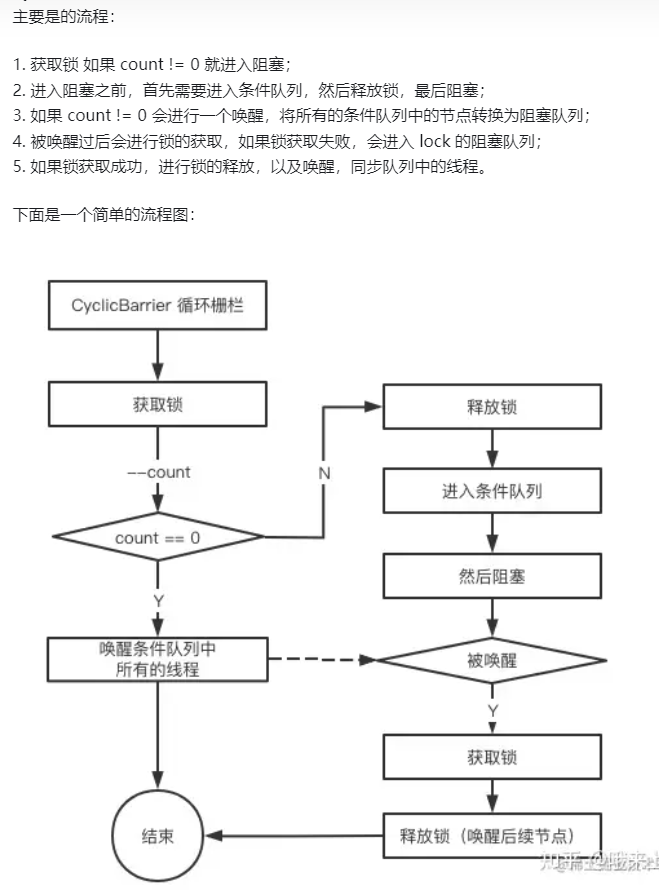 主要是的流程：
1. 获取锁 如果 count != 0 就进入阻塞；
2. 进入阻塞之前，首先需要进入条件队列，然后释放锁，最后阻塞；
3. 如果 count != 0 会进行一个唤醒，将所有的条件队列中的节点转换为阻塞队列；
4. 被唤醒过后会进行锁的获取，如果锁获取失败，会进入 lock 的阻塞队列；
5. 如果锁获取成功，进行锁的释放，以及唤醒，同步队列中的线程。
下面是一个简单的流程图：
CyclicBarrier 循环栅栏
获取锁
--count
count == 0
Y
唤醒条件队列中
所有的线程
结束
N
释放锁
进入条件队列
然后阻塞
被唤醒
Y
获取锁
释放锁（唤醒后续节点）
知乎